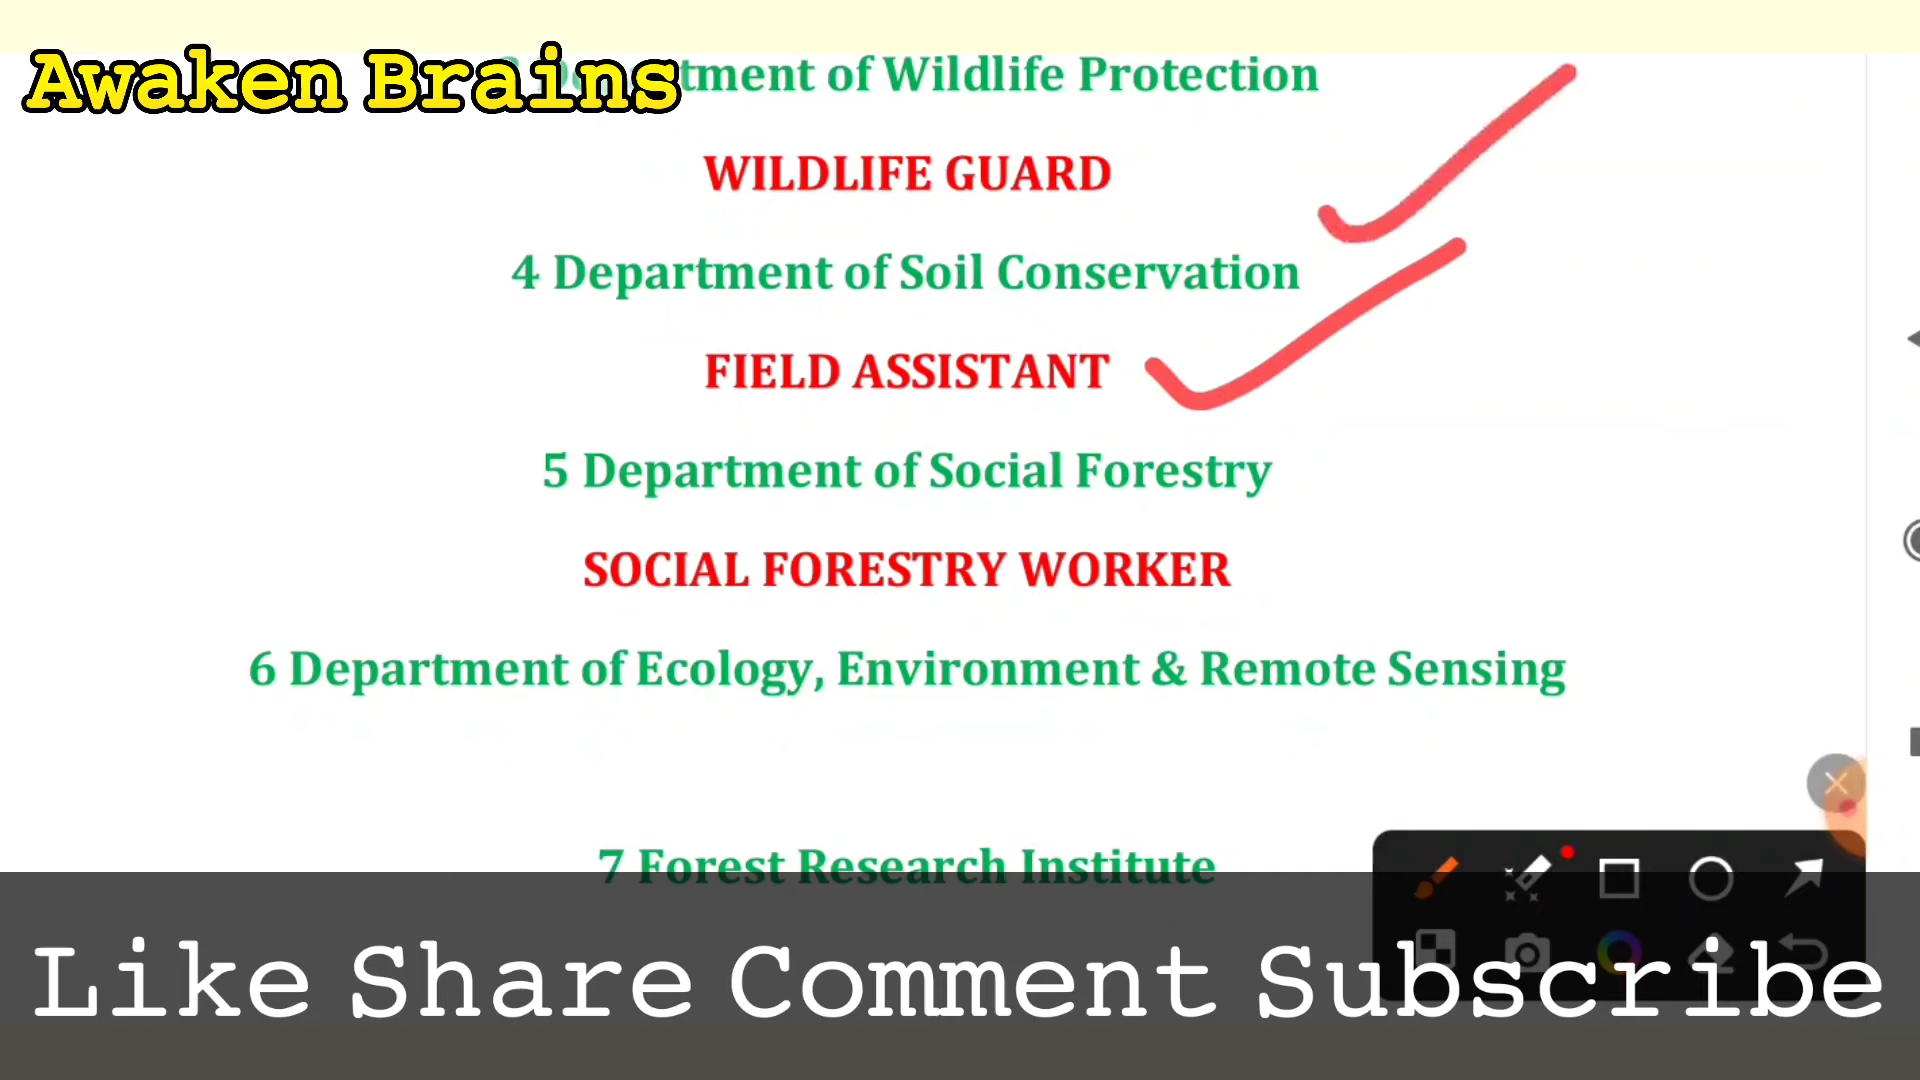 Awaken Brains
tment of Wildlife Protection
WILDLIFE GUARD
4 Department of Soil Conservation
FIELD ASSISTANT
5 Department of Social Forestry
SOCIAL FORESTRY WORKER
6 Department of Ecology, Environment & Remote Sensing
7 Forest Research Institute
Like Share Comment Subscribe